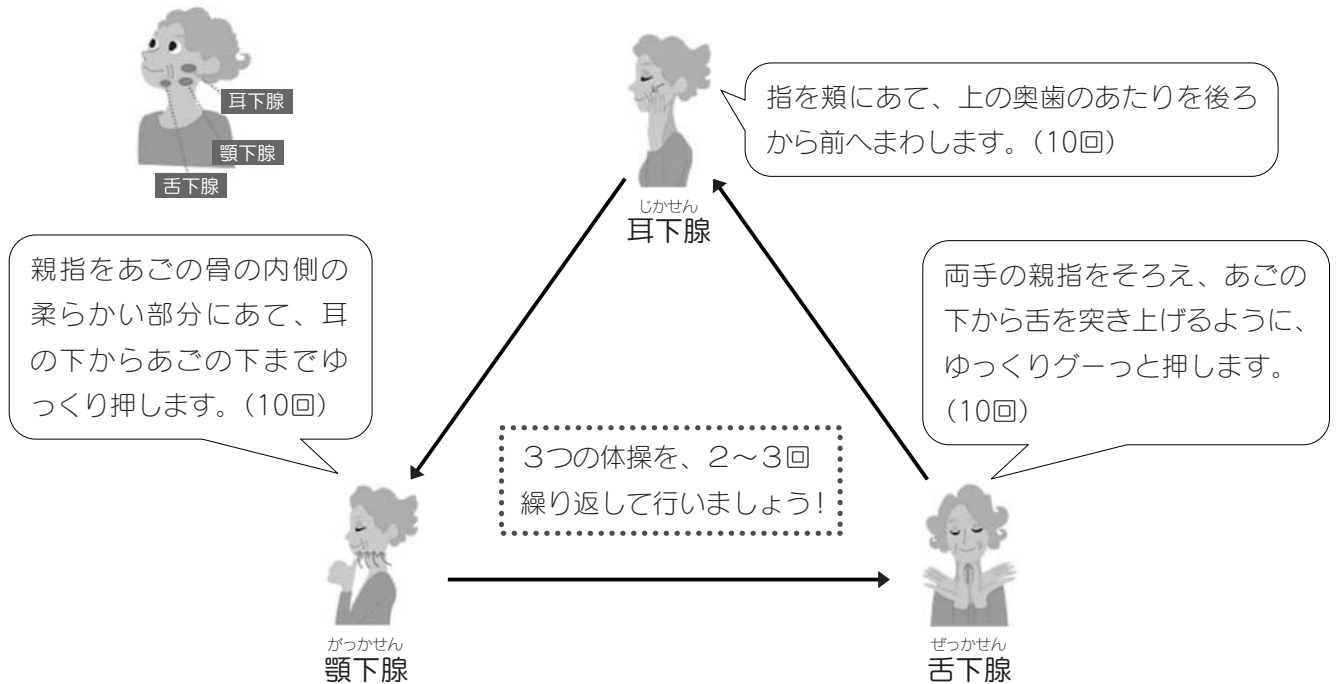 耳下腺
顎下腺
舌下腺
指を頬にあて、上の奥歯のあたりを後ろ
から前へまわします。（10回）
じかせん
耳下腺
親指をあごの骨の内側の
柔らかい部分にあて、耳
の下からあごの下までゆ
っくり押します。（10回）
両手の親指をそろえ、あごの
下から舌を突き上げるように、
ゆっくりグーっと押します。
（10回）
３つの体操を、２～３回
繰り返して行いましょう！
がっかせん
顎下腺
ぜっかせん
舌下腺